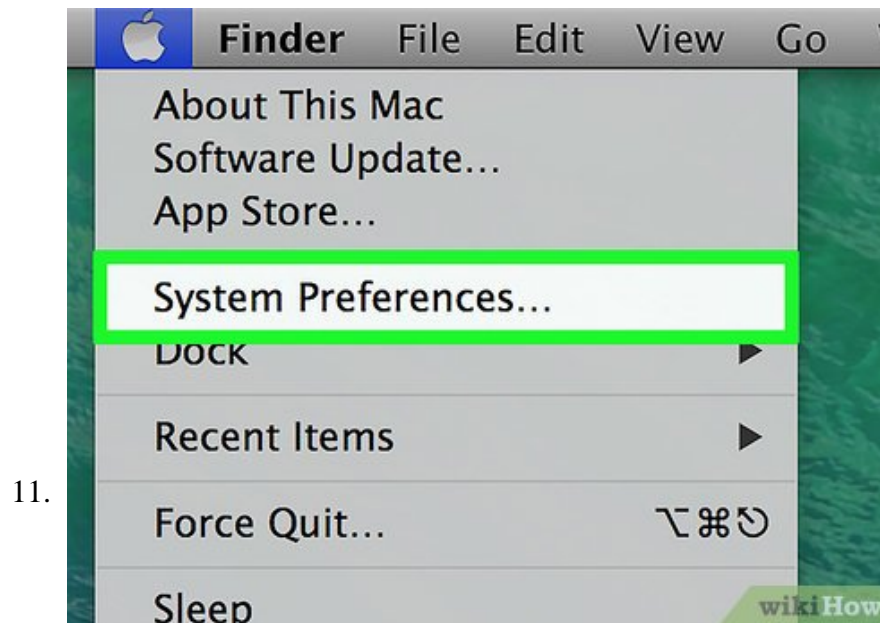 Finder File Edit View Go
About This Mac
Software Update...
App Store...
System Preferences...
Dock
Recent Items
11.
Force Quit... ⌥⌘⎋
Sleep
wikiHow